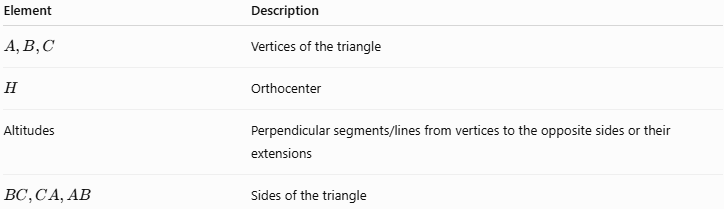 Element Description
A, B, C Vertices of the triangle
H Orthocenter
Altitudes Perpendicular segments/lines from vertices to the opposite sides or their
extensions
BC, CA, AB Sides of the triangle